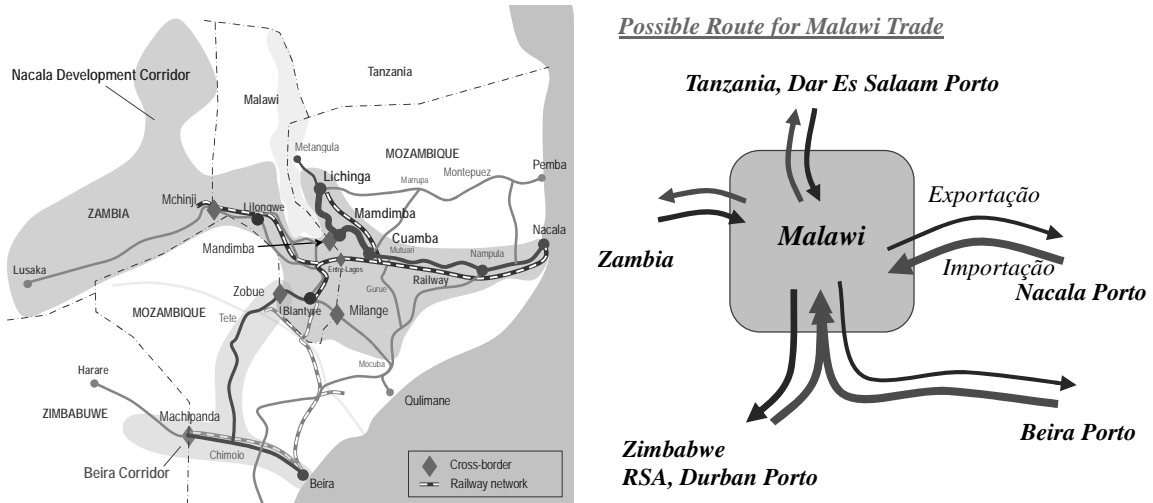 Nacala Development Corridor
Tanzania
Malawi
Metangula
MOZAMBIQUE
Pemba
Lichinga
Marrupa
Montepuez
Mchinji
ZAMBIA
Lilongwe
Mamdimba
Mandimba
Cuamba
Mutuari
Nacala
Nampula
Lusaka
Entre-Lagos
Railway
Gurue
Zobue
MOZAMBIQUE
Tete
Blantyre
Milange
Mocuba
Harare
Qulimane
ZIMBABUWE
Machipanda
Chimoio
Beira Corridor
Beira
Cross-border
Railway network
Possible Route for Malawi Trade
Tanzania, Dar Es Salaam Porto
Exportação
Malawi
Zambia
Importação
Nacala Porto
Beira Porto
Zimbabwe
RSA, Durban Porto